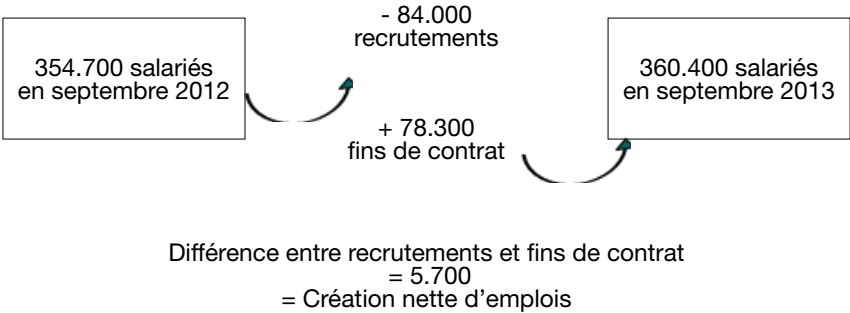 - 84.000
recrutements
354.700 salariés
en septembre 2012
360.400 salariés
en septembre 2013
+ 78.300
fins de contrat
Différence entre recrutements et fins de contrat
= 5.700
= Création nette d’emplois